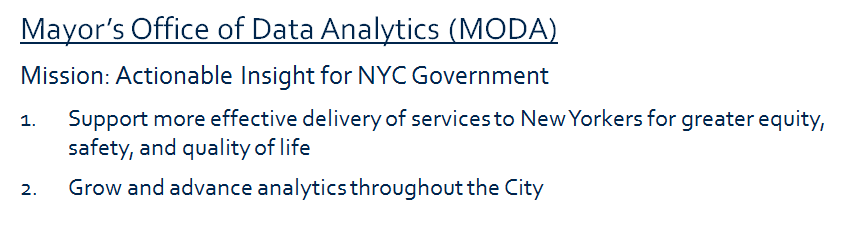 Mayor’s Office of Data Analytics (MODA)
Mission: Actionable Insight for NYC Government
1. Support more effective delivery of services to New Yorkers for greater equity,
safety, and quality of life
2. Grow and advance analytics throughout the City